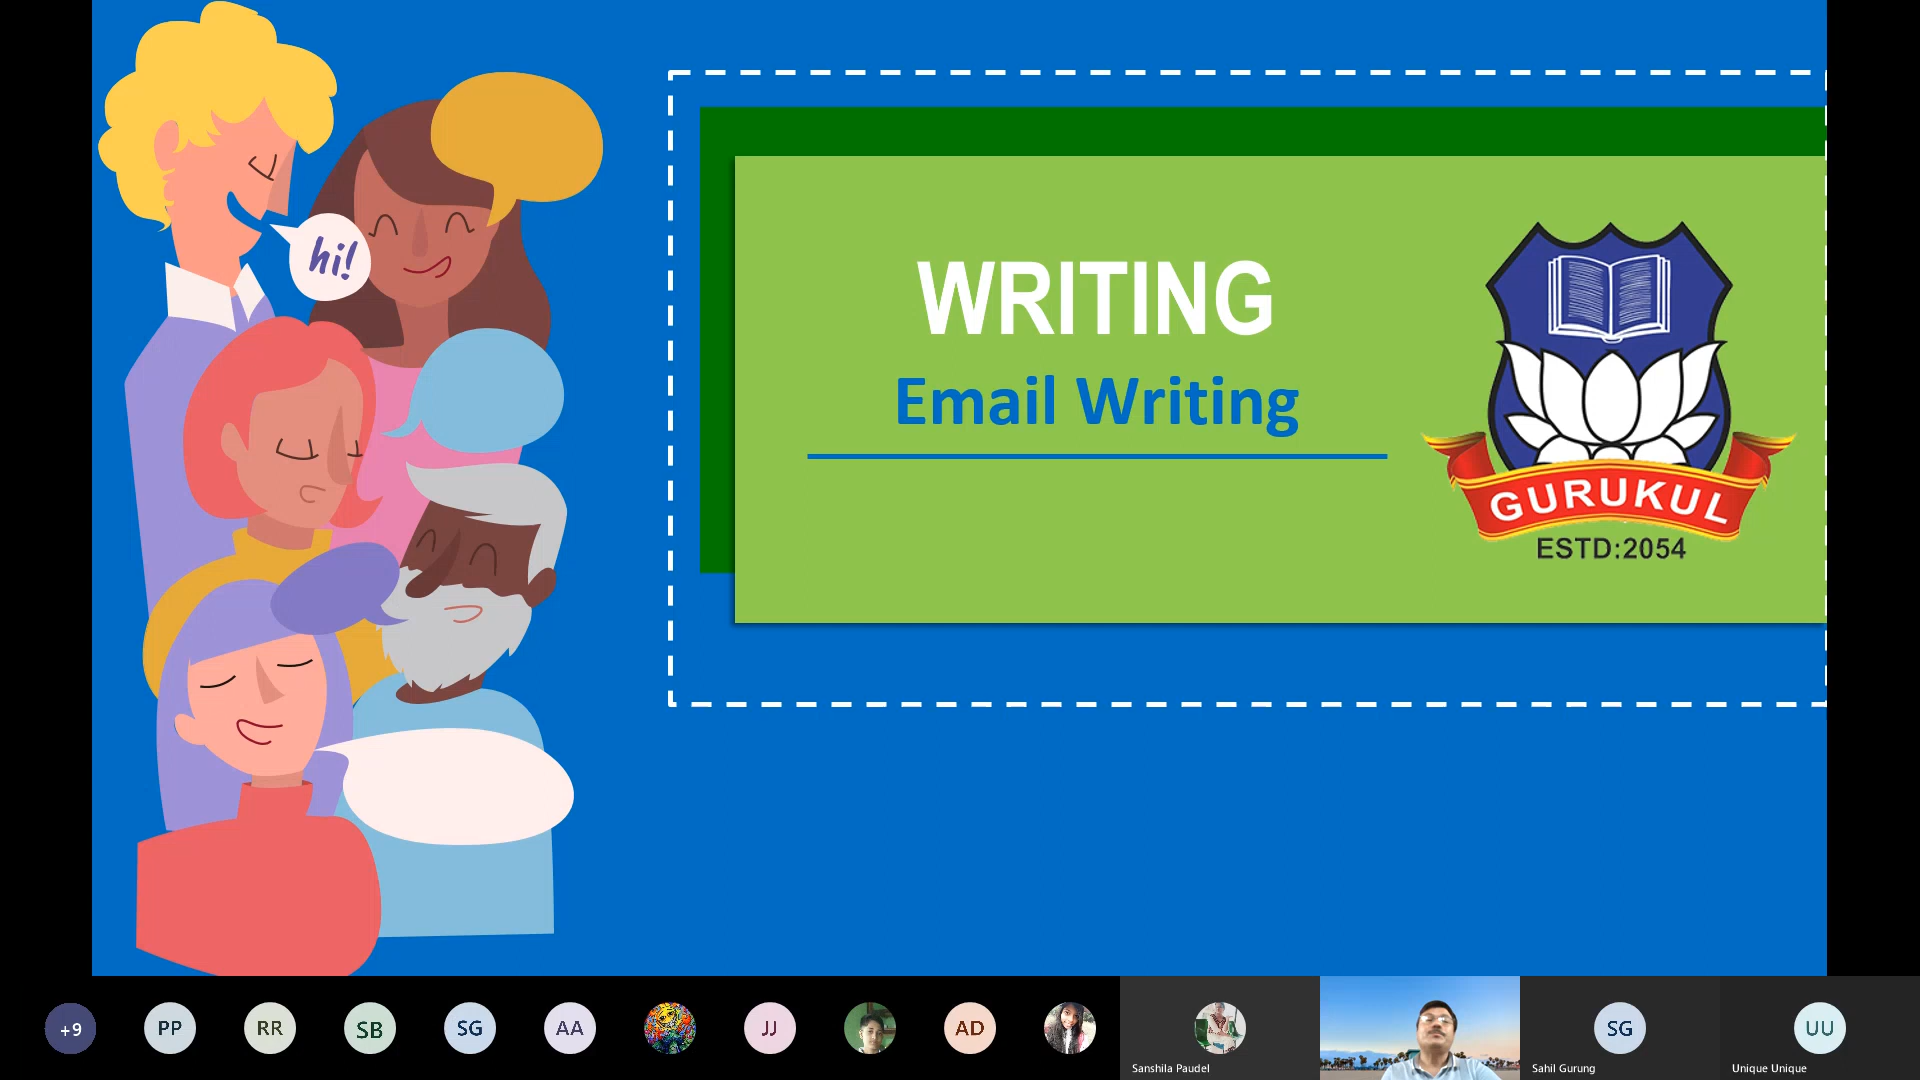 hi!
WRITING
Email Writing
GURUKUL
ESTD:2054
+9
PP
RR
SB
SG
AA
JJ
AD
Sanshila Paudel
SG
Sahil Gurung
UU
Unique Unique